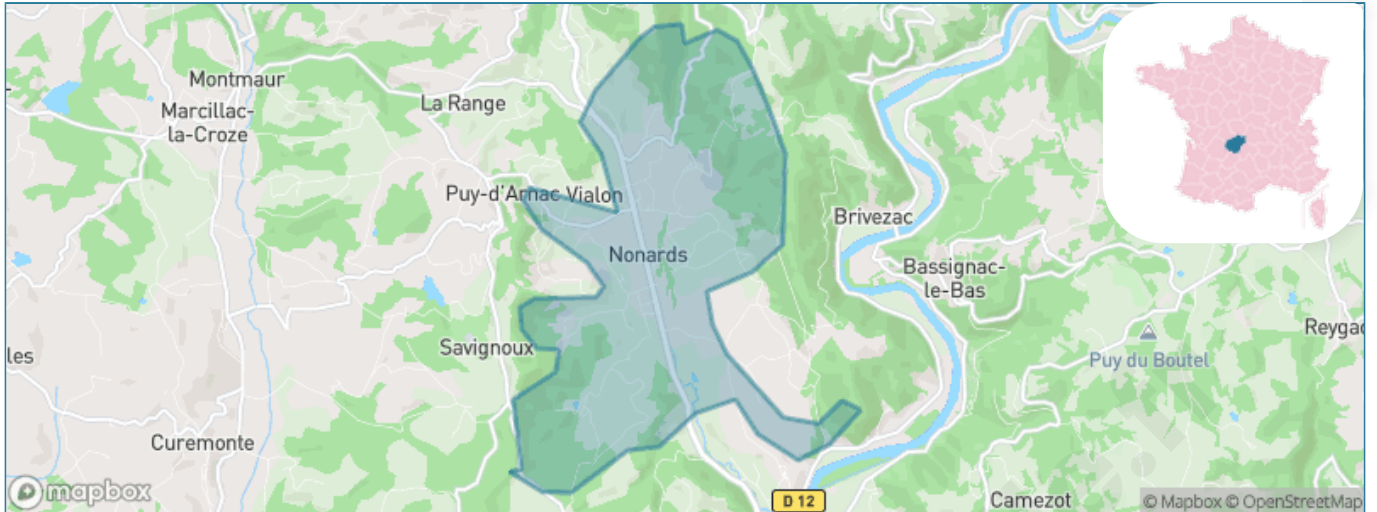 Montmaur
Marcillac-
la-Croze
La Range
Puy-d'Arnac Vialon
Brivezac
Nonards
Bassignac-
le-Bas
Reygac
les
Savignoux
Puy du Boutel
Curemonte
mapbox
D 12
Camezot
© Mapbox © OpenStreetMap